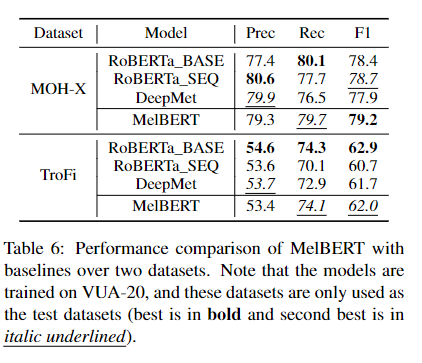 Dataset Model Prec Rec F1
RoBERTa_BASE 77.4 80.1 78.4
RoBERTa_SEQ 80.6 77.7 78.7
MOH-X
DeepMet 79.9 76.5 77.9
MelBERT 79.3 79.7 79.2
RoBERTa_BASE 54.6 74.3 62.9
RoBERTa_SEQ 53.6 70.1 60.7
TroFi
DeepMet 53.7 72.9 61.7
MelBERT 53.4 74.1 62.0
Table 6: Performance comparison of MelBERT with
baselines over two datasets. Note that the models are
trained on VUA-20, and these datasets are only used as
the test datasets (best is in bold and second best is in
italic underlined).